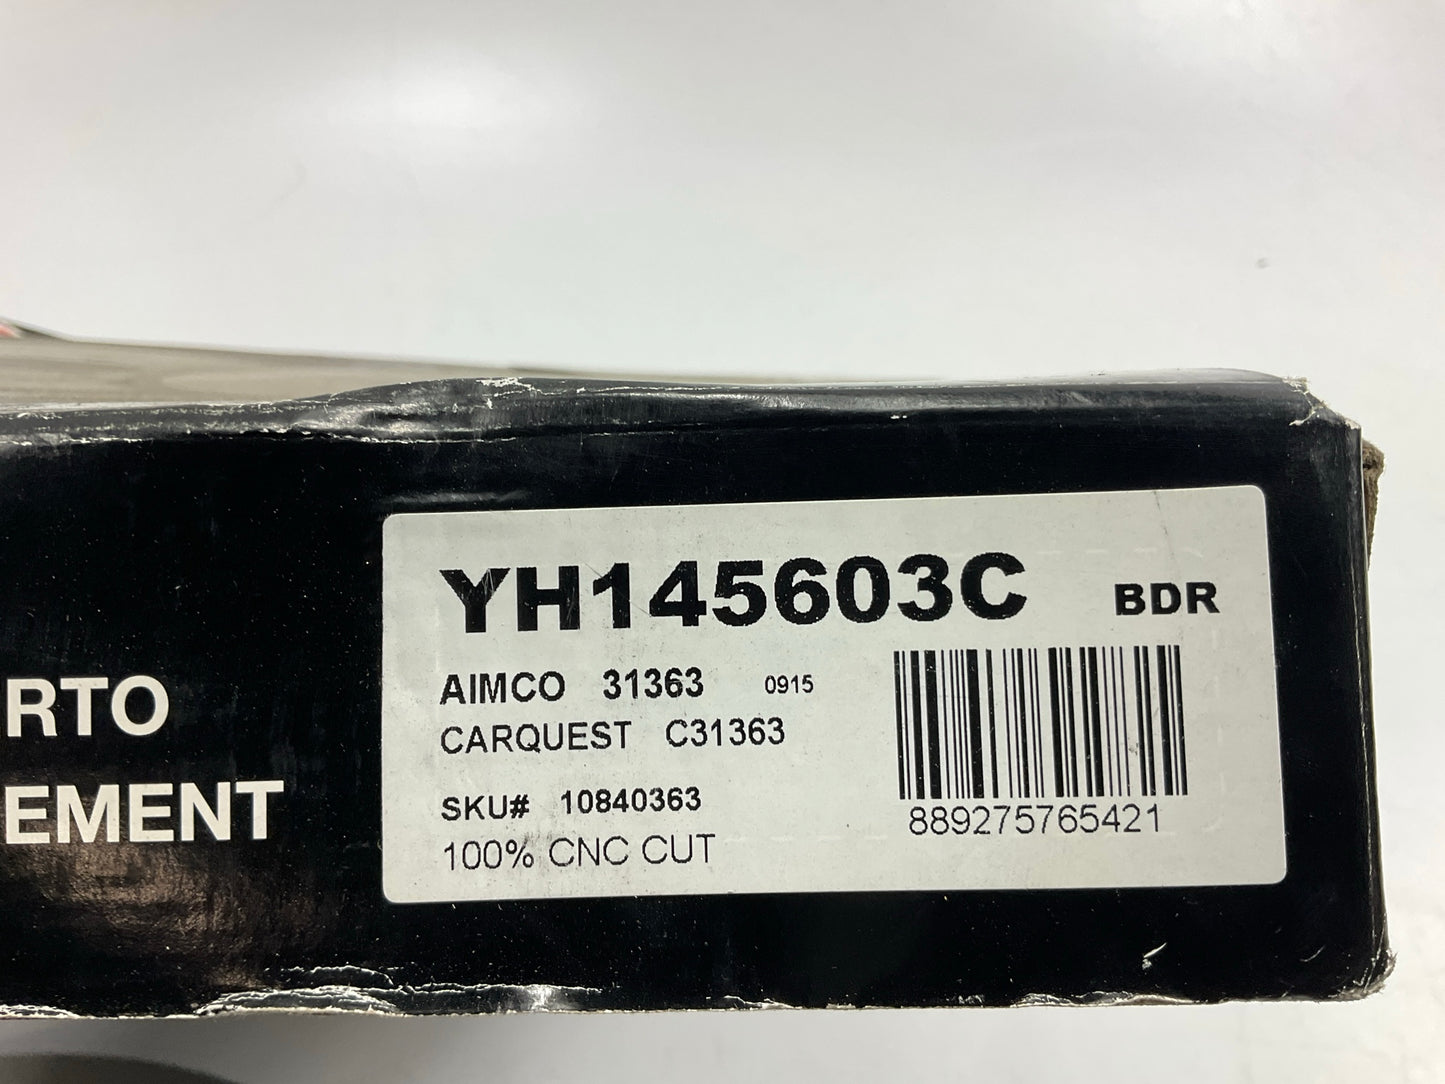 RTO
EMENT
YH145603C BDR
AIMCO 31363 0915
CARQUEST C31363
SKU# 10840363
100% CNC CUT
889275765421